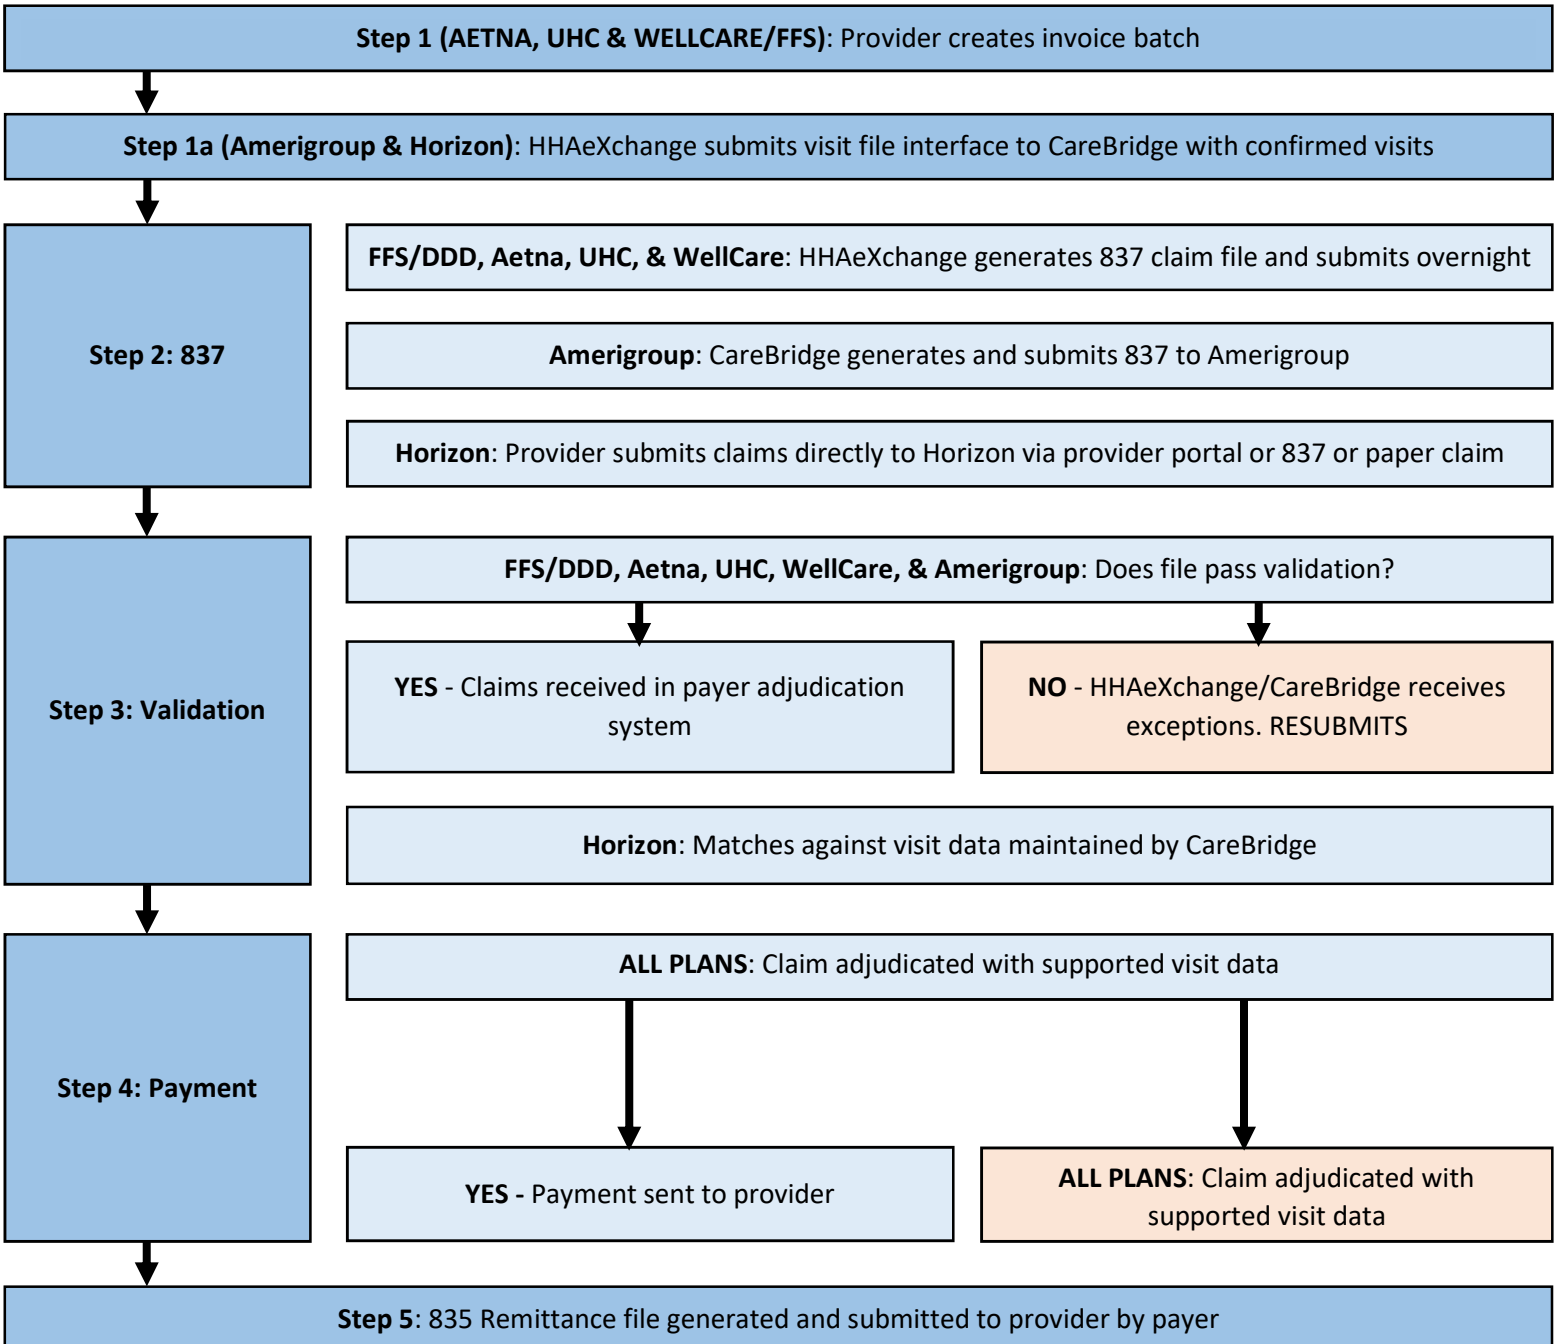 Step 1 (AETNA, UHC & WELLCARE/FFS): Provider creates invoice batch
Step 1a (Amerigroup & Horizon): HHAeXchange submits visit file interface to CareBridge with confirmed visits
Step 2: 837
FFS/DDD, Aetna, UHC, & WellCare: HHAeXchange generates 837 claim file and submits overnight
Amerigroup: CareBridge generates and submits 837 to Amerigroup
Horizon: Provider submits claims directly to Horizon via provider portal or 837 or paper claim
Step 3: Validation
FFS/DDD, Aetna, UHC, WellCare, & Amerigroup: Does file pass validation?
YES - Claims received in payer adjudication
system
NO - HHAeXchange/CareBridge receives
exceptions. RESUBMITS
Horizon: Matches against visit data maintained by CareBridge
Step 4: Payment
ALL PLANS: Claim adjudicated with supported visit data
YES - Payment sent to provider
ALL PLANS: Claim adjudicated with
supported visit data
Step 5: 835 Remittance file generated and submitted to provider by payer